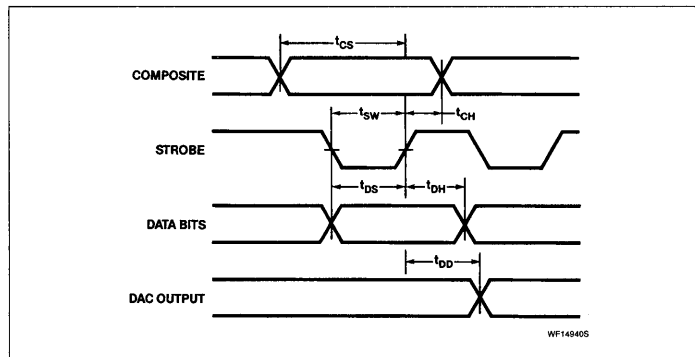 tCS
COMPOSITE
tSW
tCH
STROBE
tDS
tDH
DATA BITS
tDD
DAC OUTPUT
WF14940S